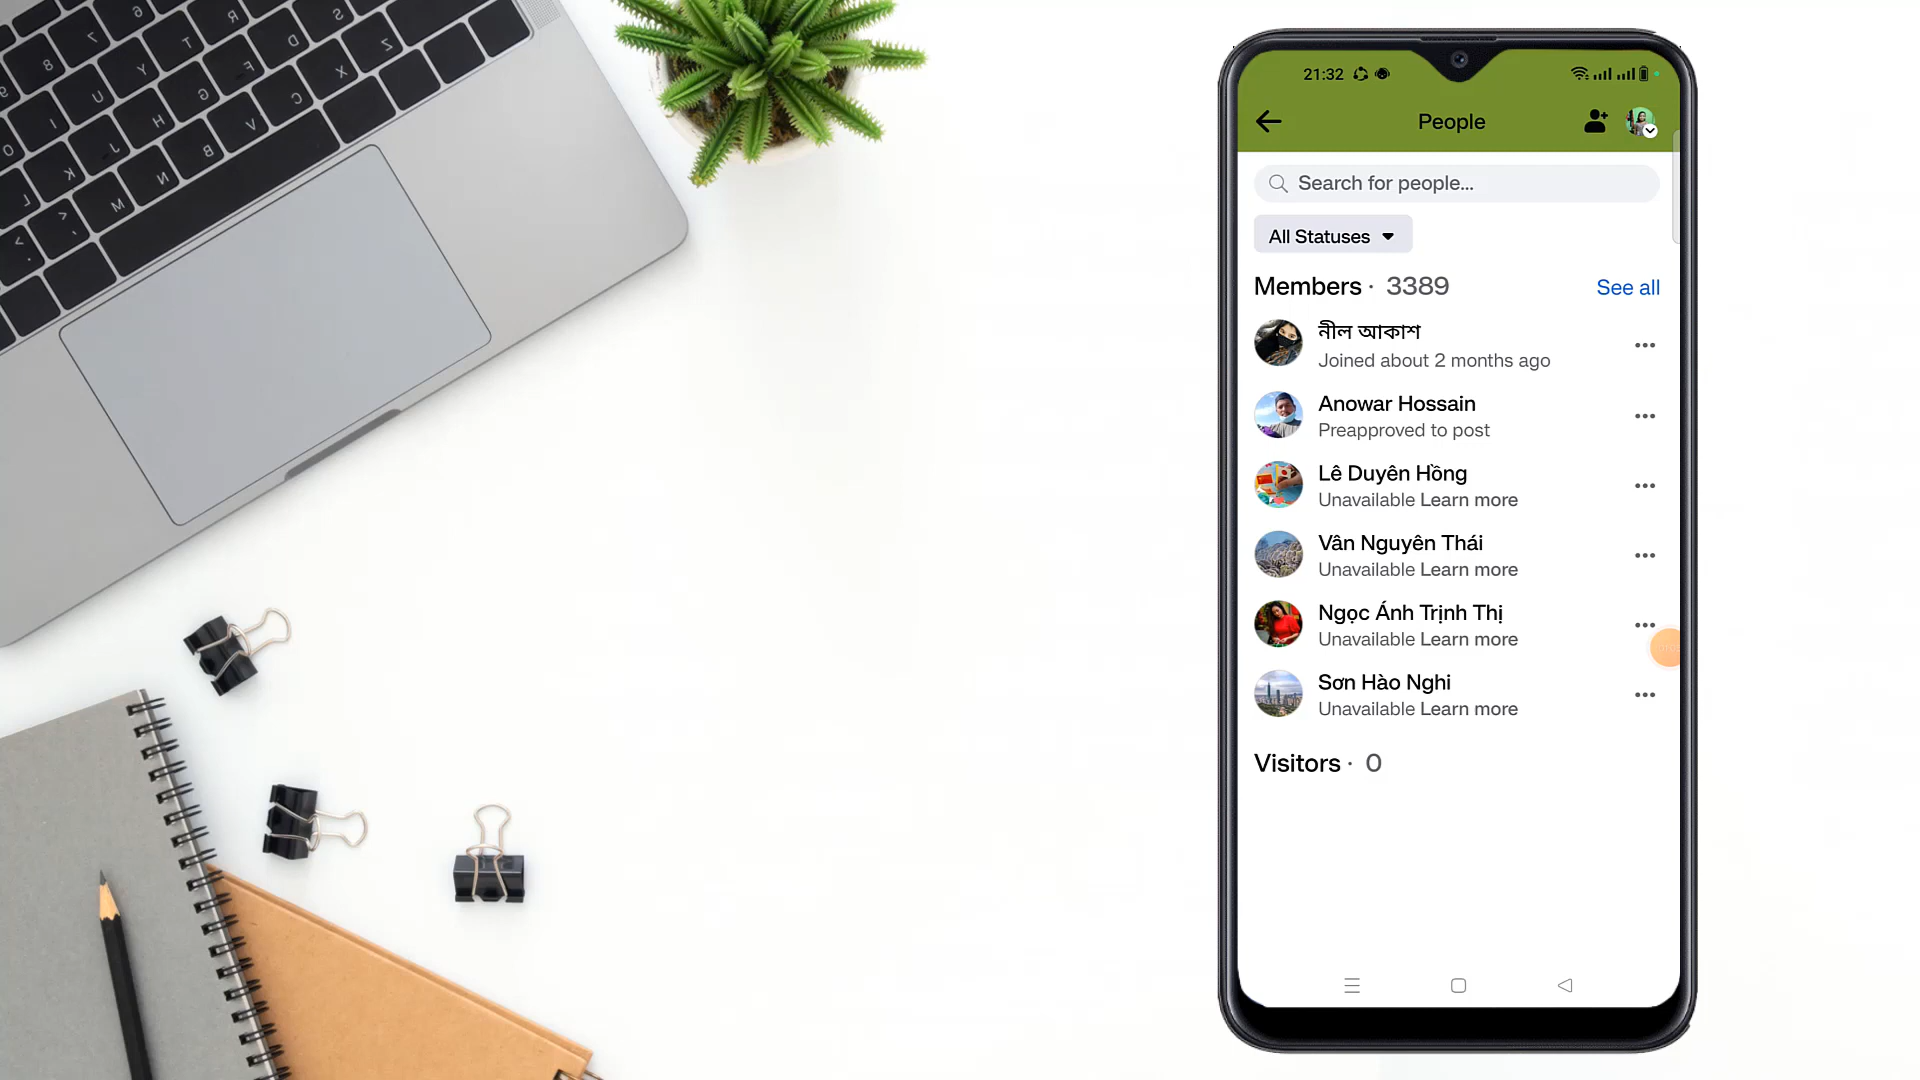 21:32
People
Search for people...
All Statuses
Members · 3389
See all
নীল আকাশ
Joined about 2 months ago
Anowar Hossain
Preapproved to post
Lê Duyên Hồng
Unavailable Learn more
Vân Nguyên Thái
Unavailable Learn more
Ngọc Ánh Trịnh Thị
Unavailable Learn more
Sơn Hào Nghi
Unavailable Learn more
Visitors · 0